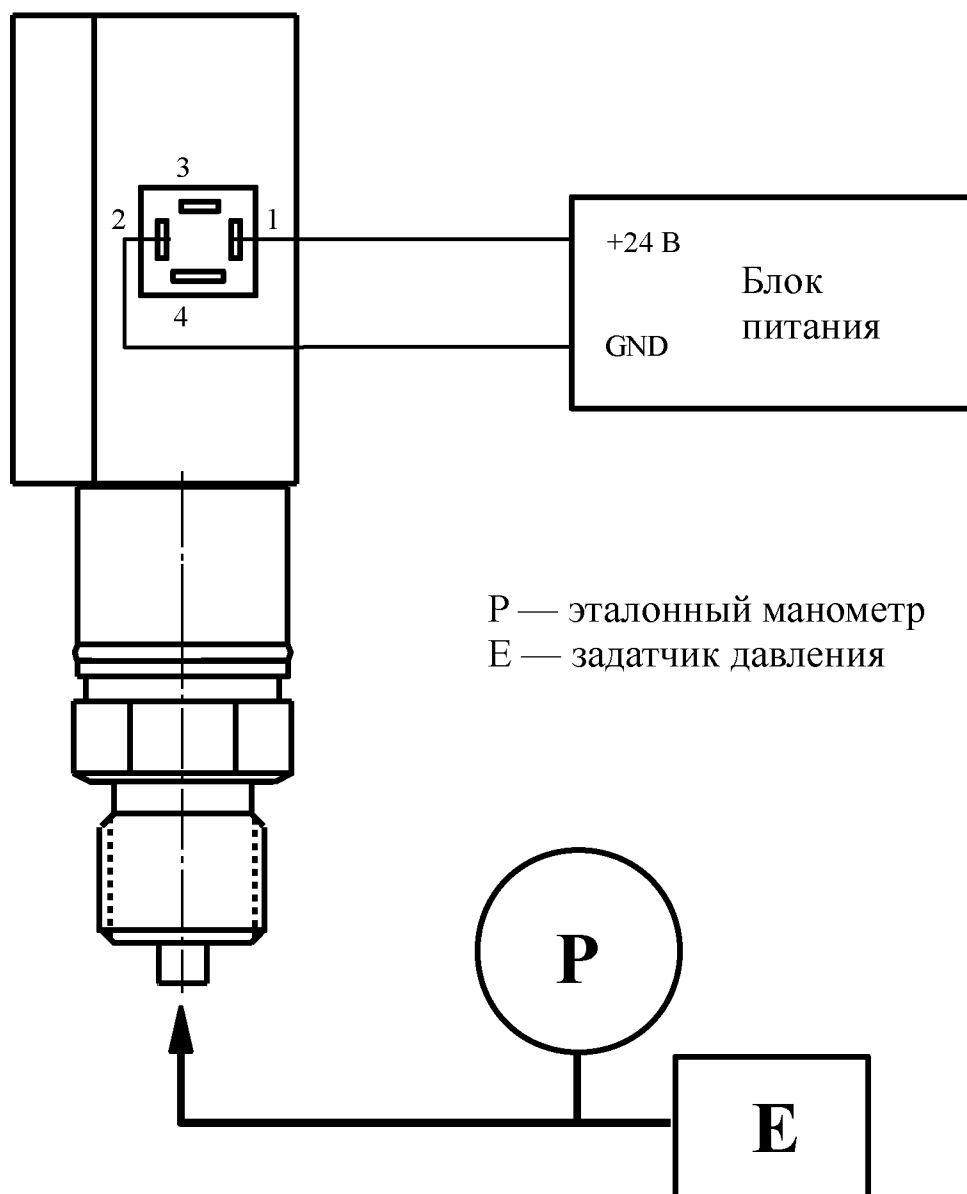 3
2
1
4
+24 В
GND
Блок
питания
Р — эталонный манометр
Е — задатчик давления
Р
Е